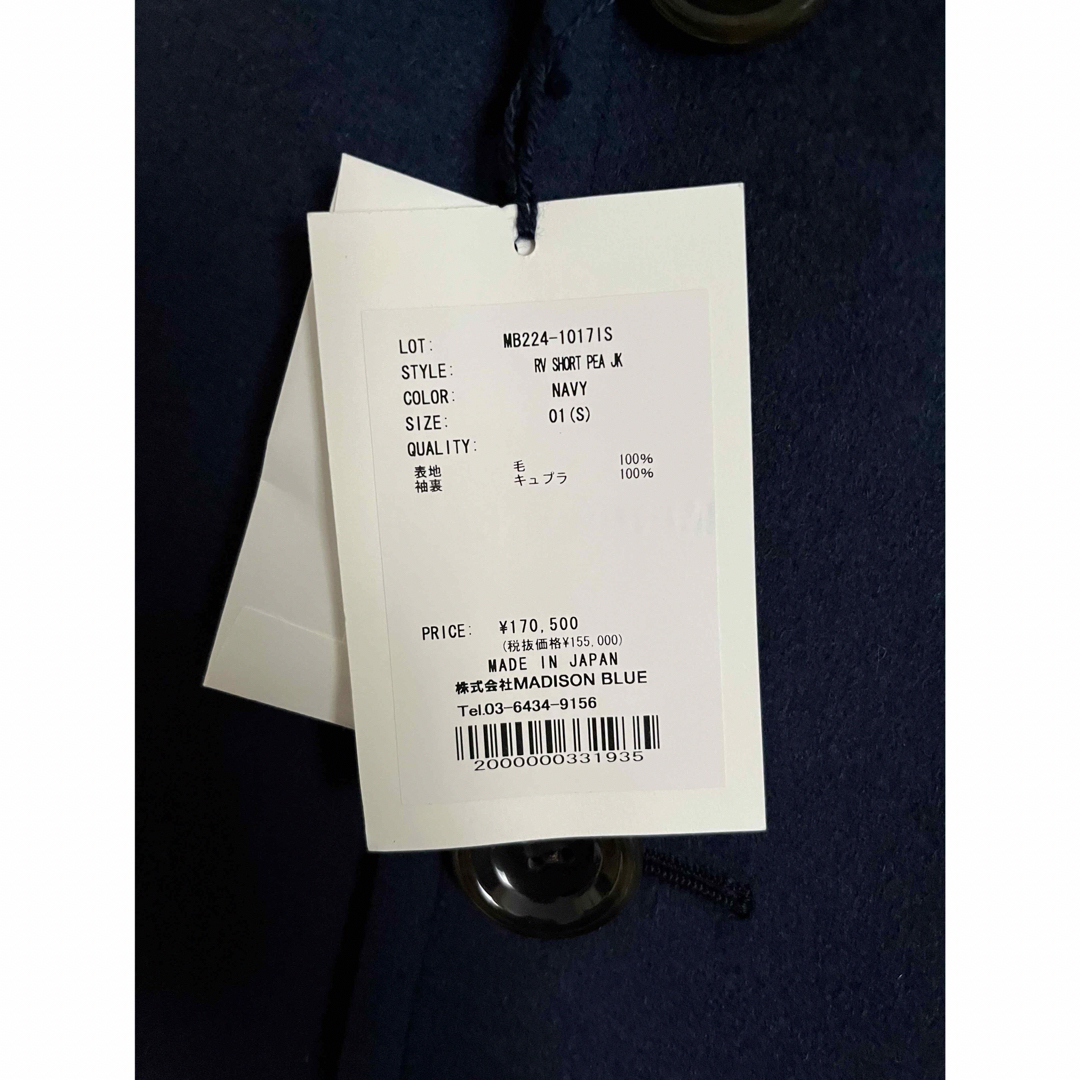 LOT: MB224-1017IS
STYLE: RV SHORT PEA JK
COLOR: NAVY
SIZE: 01(S)
QUALITY:
表地 毛 100%
袖裏 キュプラ 100%
PRICE: ¥170,500
(税抜価格¥155,000)
MADE IN JAPAN
株式会社MADISON BLUE
Tel.03-6434-9156
2000000331935